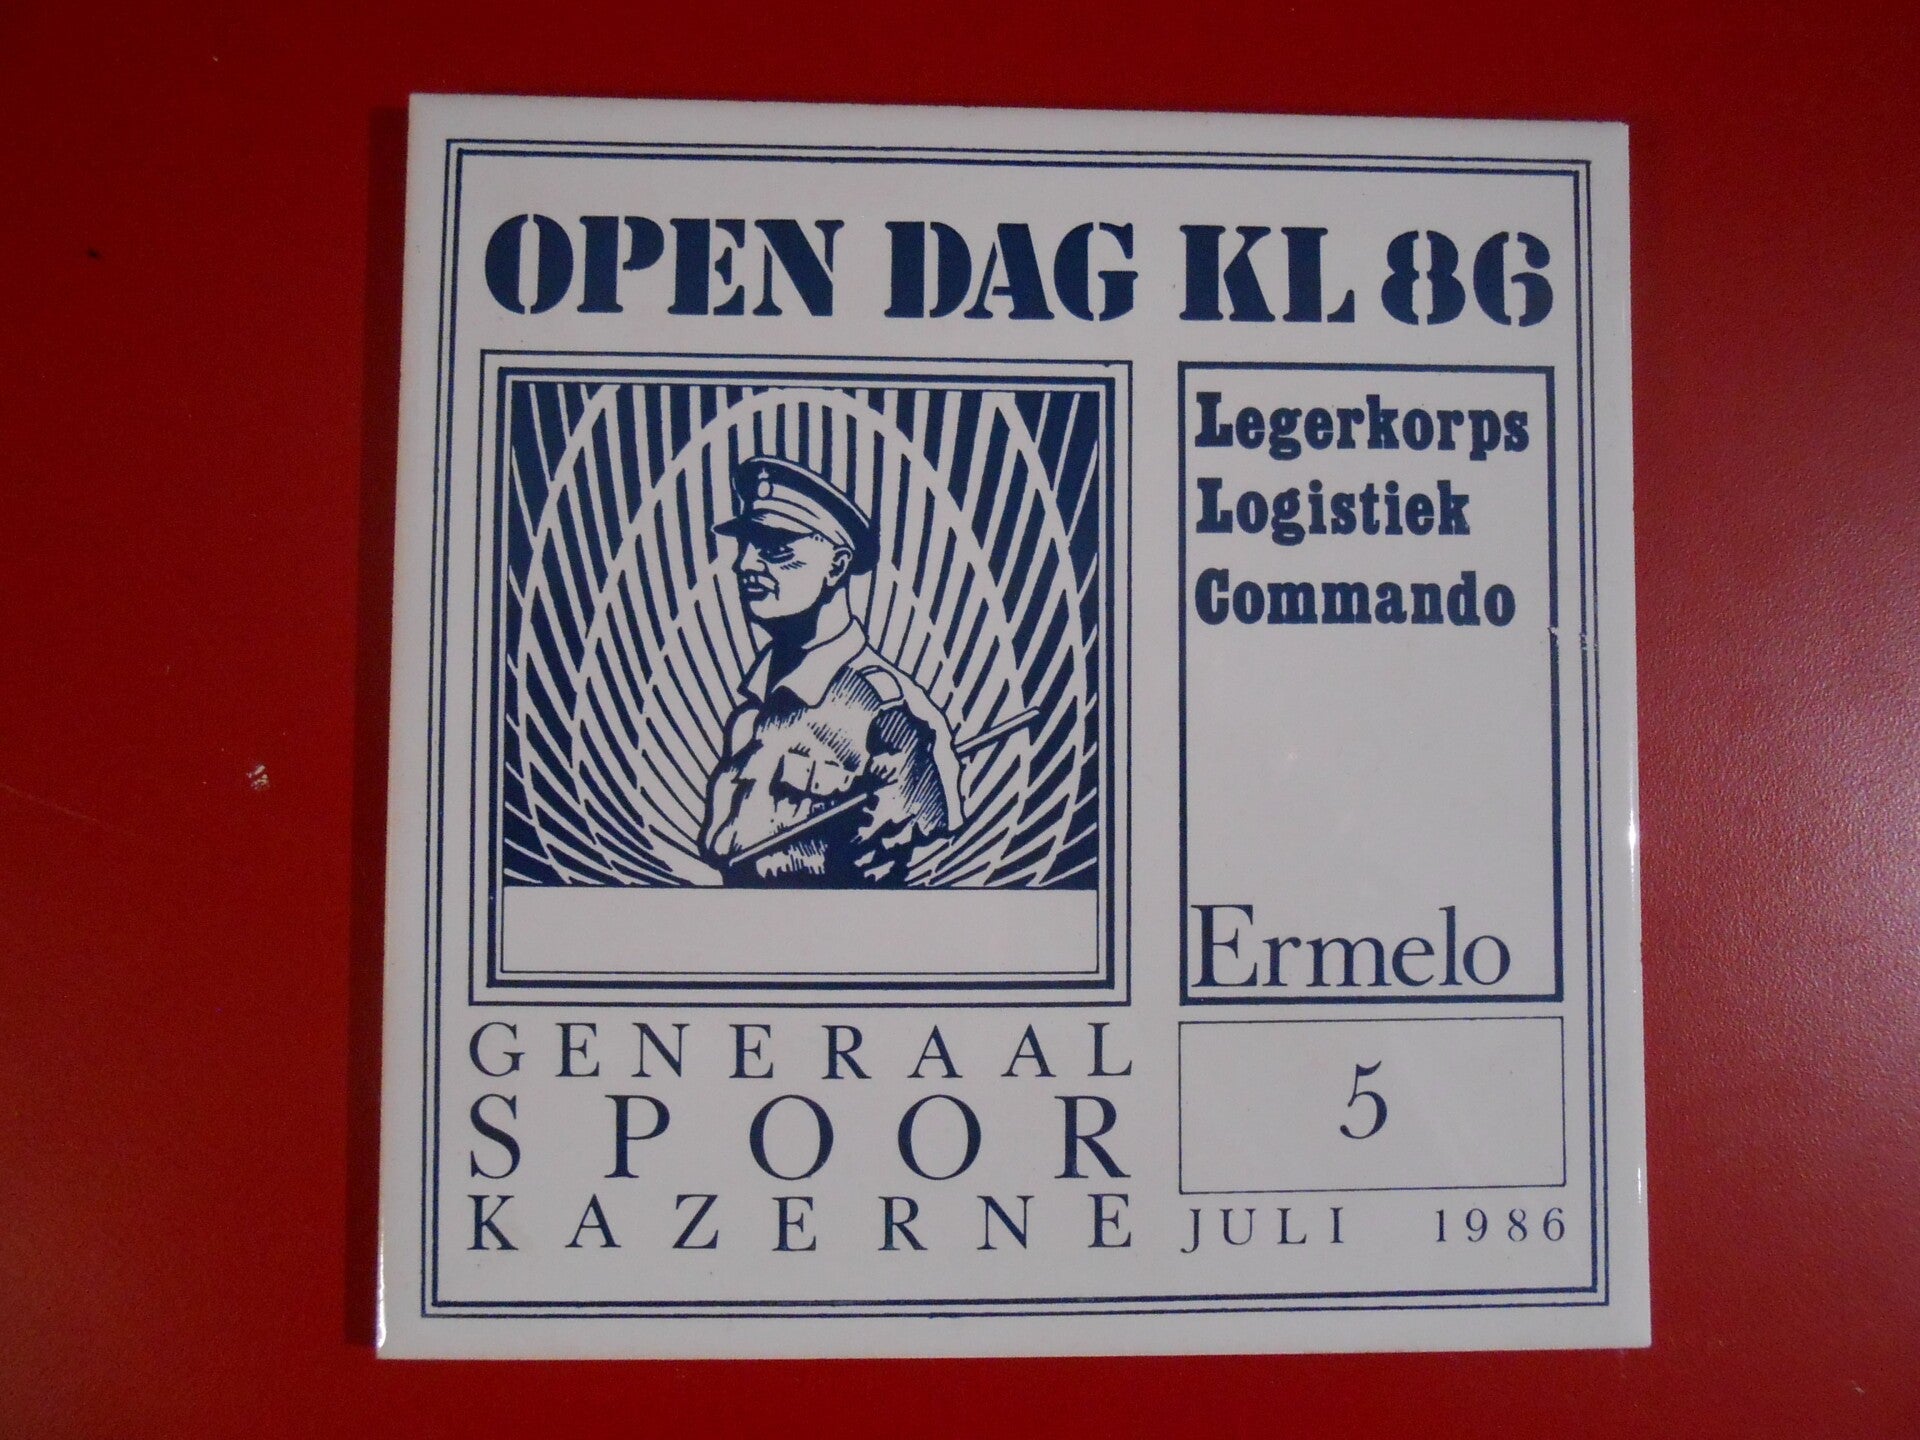 OPEN DAG KL 86
Legerkorps
Logistiek
Commando
Ermelo
GENERAAL
SPOOR
KAZERNE
5
JULI 1986